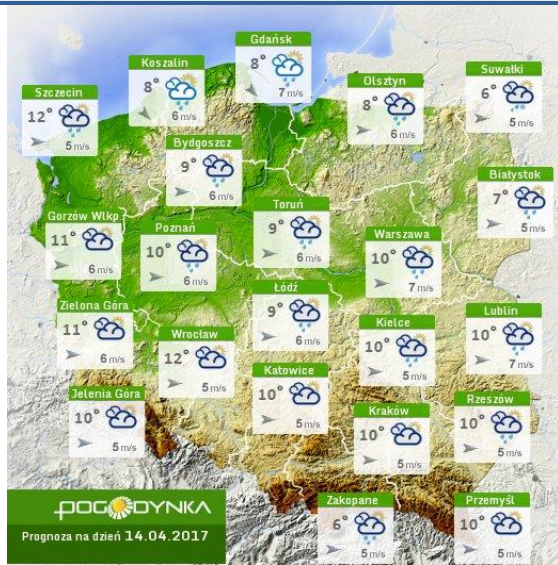 Gdańsk
8°
7 m/s
Koszalin
8°
6 m/s
Suwałki
6°
5 m/s
Olsztyn
8°
6 m/s
Szczecin
12°
5 m/s
Bydgoszcz
9°
6 m/s
Białystok
7°
5 m/s
Toruń
9°
6 m/s
Gorzów Wlkp.
11°
6 m/s
Poznań
10°
6 m/s
Warszawa
10°
7 m/s
Łódź
9°
6 m/s
Zielona Góra
11°
6 m/s
Lublin
10°
7 m/s
Kielce
10°
5 m/s
Wrocław
12°
5 m/s
Katowice
10°
5 m/s
Jelenia Góra
10°
5 m/s
Rzeszów
10°
5 m/s
Kraków
10°
5 m/s
Zakopane
6°
5 m/s
Przemyśl
10°
5 m/s
POGODYNKA
Prognoza na dzień 14.04.2017